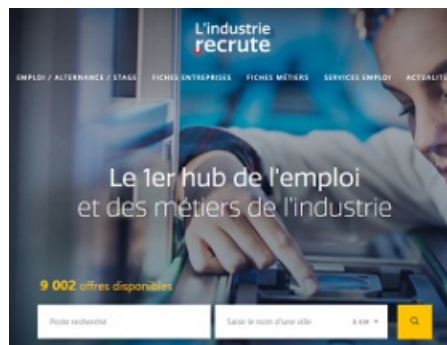 L'industrie
recrute
EMPLOI / ALTERNANCE / STAGE FICHES ENTREPRISES FICHES MÉTIERS SERVICES EMPLOI ACTUALITÉ
Le 1er hub de l'emploi
et des métiers de l'industrie
9 002 offres disponibles
Poste recherché Saisir le nom d'une ville